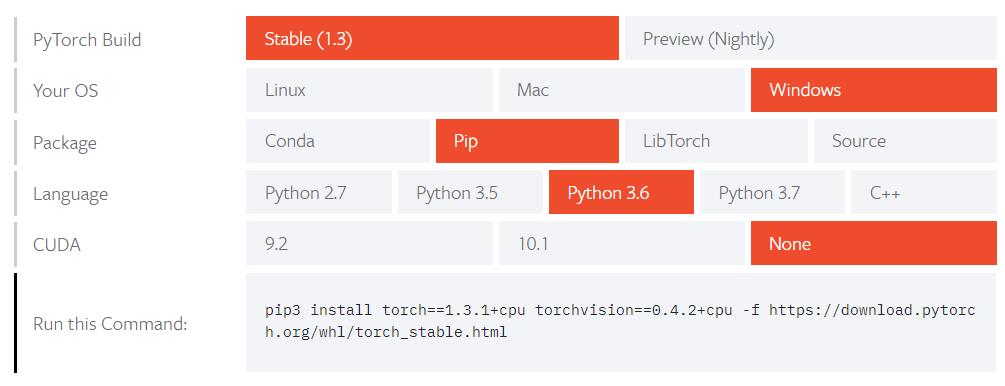 PyTorch Build Stable (1.3) Preview (Nightly)
Your OS Linux Mac Windows
Package Conda Pip LibTorch Source
Language Python 2.7 Python 3.5 Python 3.6 Python 3.7 C++
CUDA 9.2 10.1 None
Run this Command: pip3 install torch==1.3.1+cpu torchvision==0.4.2+cpu -f https://download.pytorc
h.org/whl/torch_stable.html